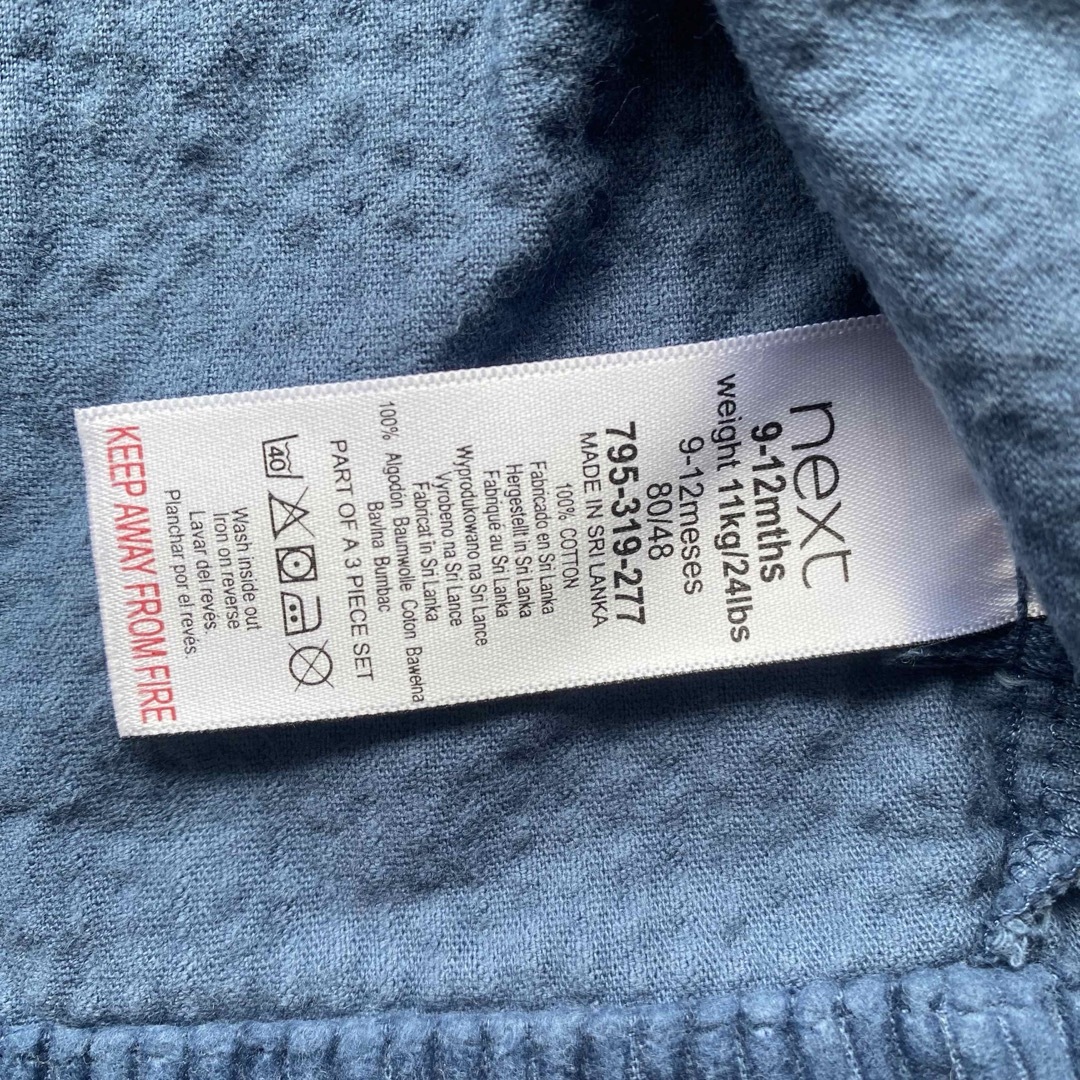 next
9-12mths
weight 11kg/24lbs
9-12meses
80/48
795-319-277
MADE IN SRI LANKA
100% COTTON
Fabricado en Sri Lanka
Hergestellt in Sri Lanka
Fabriqué au Sri Lanka
Wyprodukowano na Sri Lance
Vyrobeno na Sri Lance
Fabricat in Sri Lanka
100% Algodón Baumwolle Coton Bawełna
Bavlna Bumbac
PART OF A 3 PIECE SET
40
Wash inside out
Iron on reverse
Lavar del revés.
Planchar por el revés.
KEEP AWAY FROM FIRE